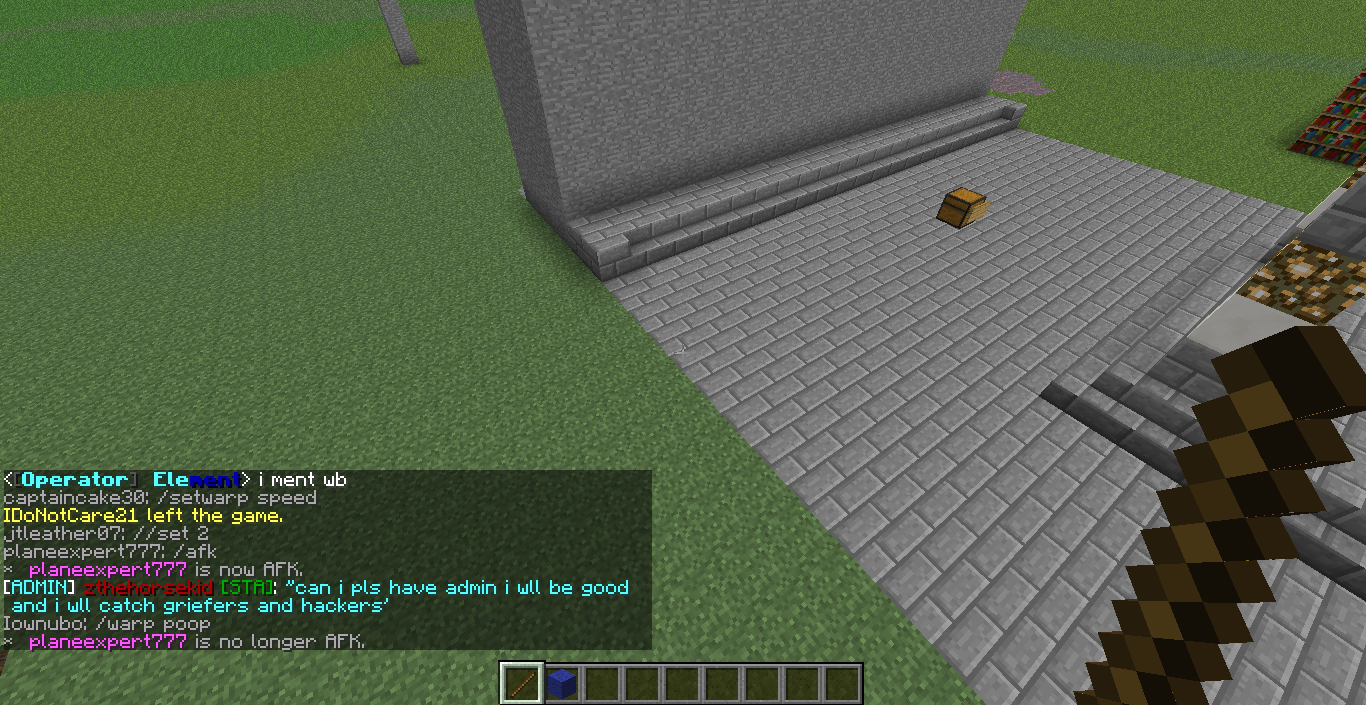 <[Operator] Element> i ment wb
captaincake30: /setwarp speed
IDoNotCare21 left the game.
jtleather07: //set 2
planeexpert777: /afk
* planeexpert777 is now AFK.
[ADMIN] zthehorsekid [STA]: "can i pls have admin i wll be good
and i wll catch griefers and hackers'
Iownubo: /warp poop
* planeexpert777 is no longer AFK.